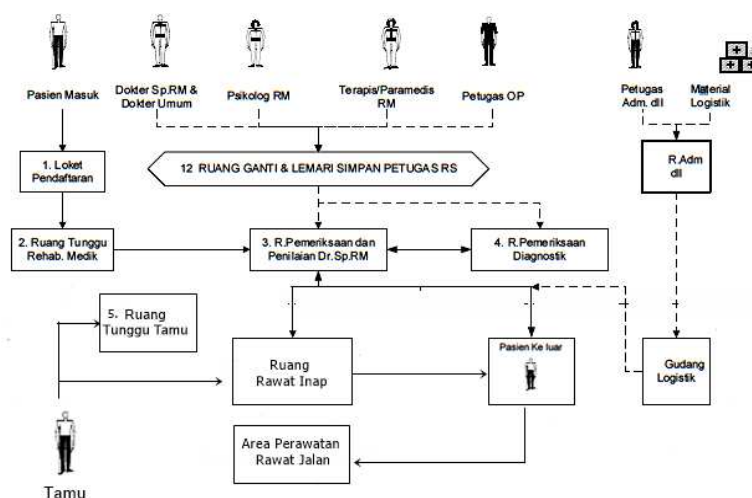 Pasien Masuk
Dokter Sp.RM &
Dokter Umum
Psikolog RM
Terapis/Paramedis
RM
Petugas OP
Petugas
Adm. dll
Material
Logistik
1. Loket
Pendaftaran
12 RUANG GANTI & LEMARI SIMPAN PETUGAS RS
R.Adm
dll
2. Ruang Tunggu
Rehab. Medik
3. R.Pemeriksaan dan
Penilaian Dr.Sp.RM
4. R.Pemeriksaan
Diagnostik
5. Ruang
Tunggu Tamu
Ruang
Rawat Inap
Pasien Ke luar
Gudang
Logistik
Area Perawatan
Rawat Jalan
Tamu